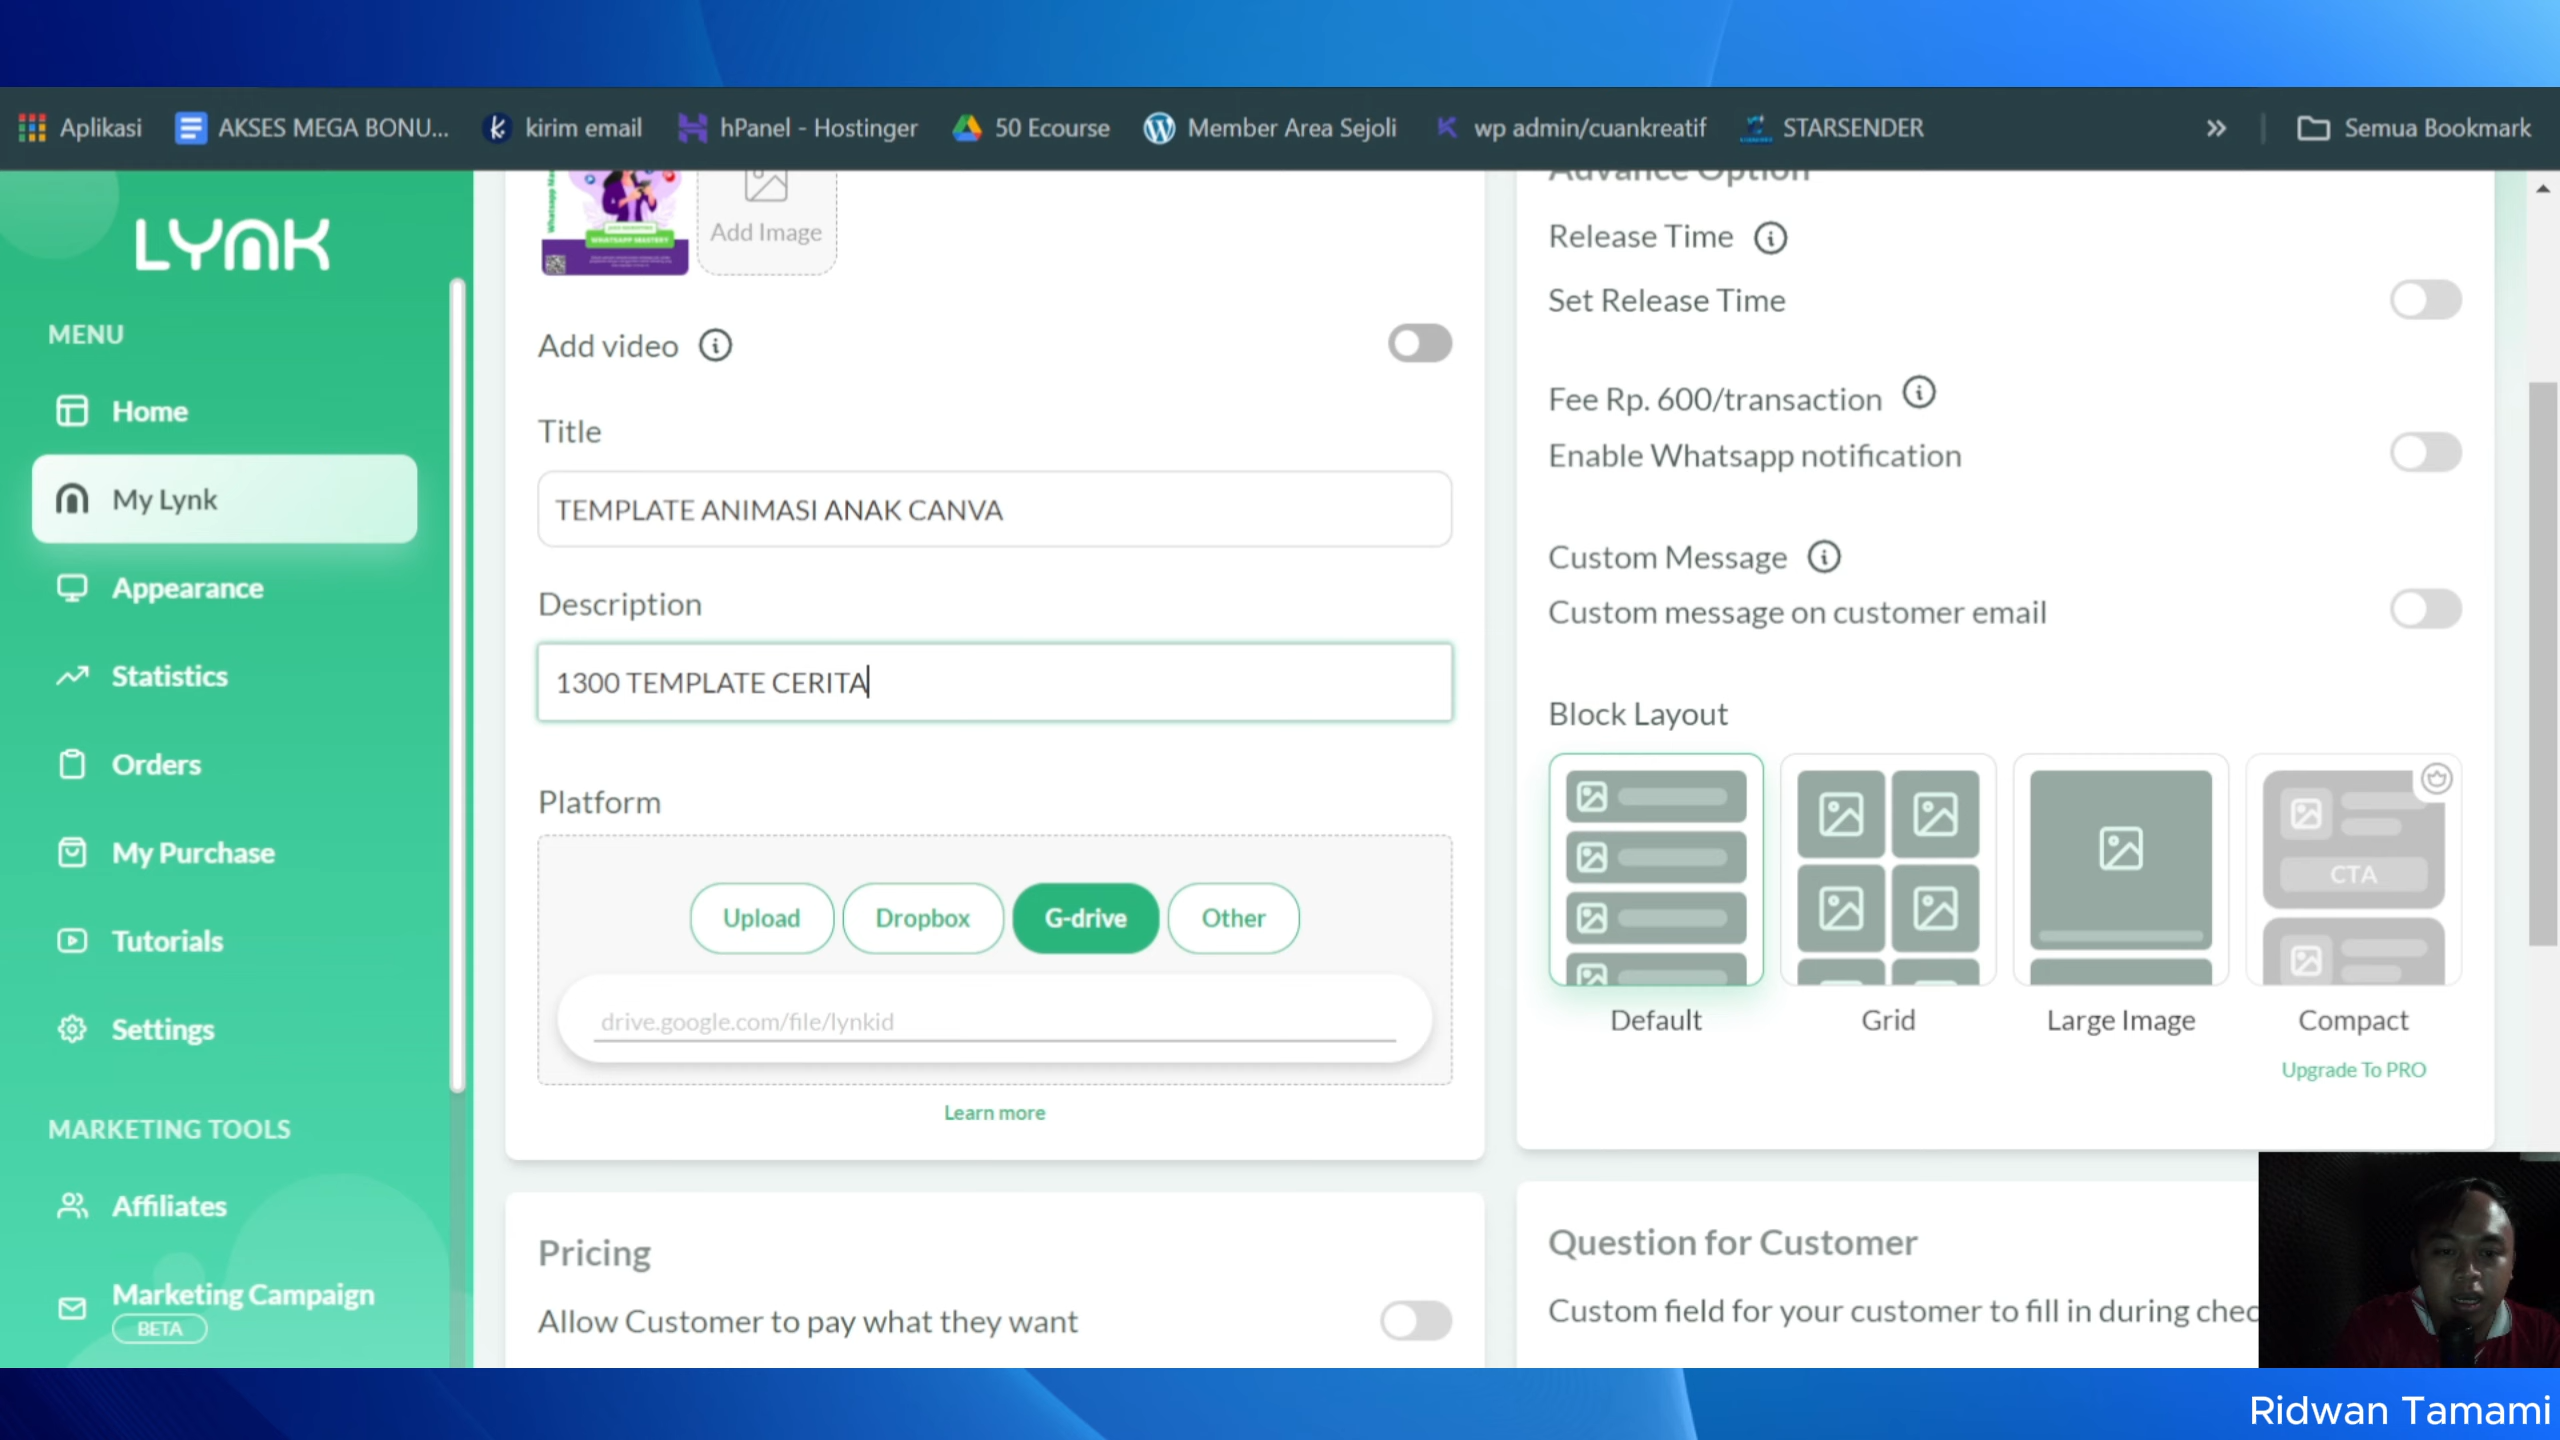 Aplikasi
AKSES MEGA BONU...
kirim email
hPanel - Hostinger
50 Ecourse
Member Area Sejoli
wp admin/cuankreatif
STARSENDER
Semua Bookmark
LYNK
MENU
Home
My Lynk
Appearance
Statistics
Orders
My Purchase
Tutorials
Settings
MARKETING TOOLS
Affiliates
Marketing Campaign
BETA
WHATSAPP MASTERY
Add Image
Add video
Title
TEMPLATE ANIMASI ANAK CANVA
Description
1300 TEMPLATE CERITA
Platform
Upload
Dropbox
G-drive
Other
drive.google.com/file/lynkid
Learn more
Pricing
Allow Customer to pay what they want
Advance Option
Release Time
Set Release Time
Fee Rp. 600/transaction
Enable Whatsapp notification
Custom Message
Custom message on customer email
Block Layout
CTA
Default
Grid
Large Image
Compact
Upgrade To PRO
Question for Customer
Custom field for your customer to fill in during chec
Ridwan Tamami